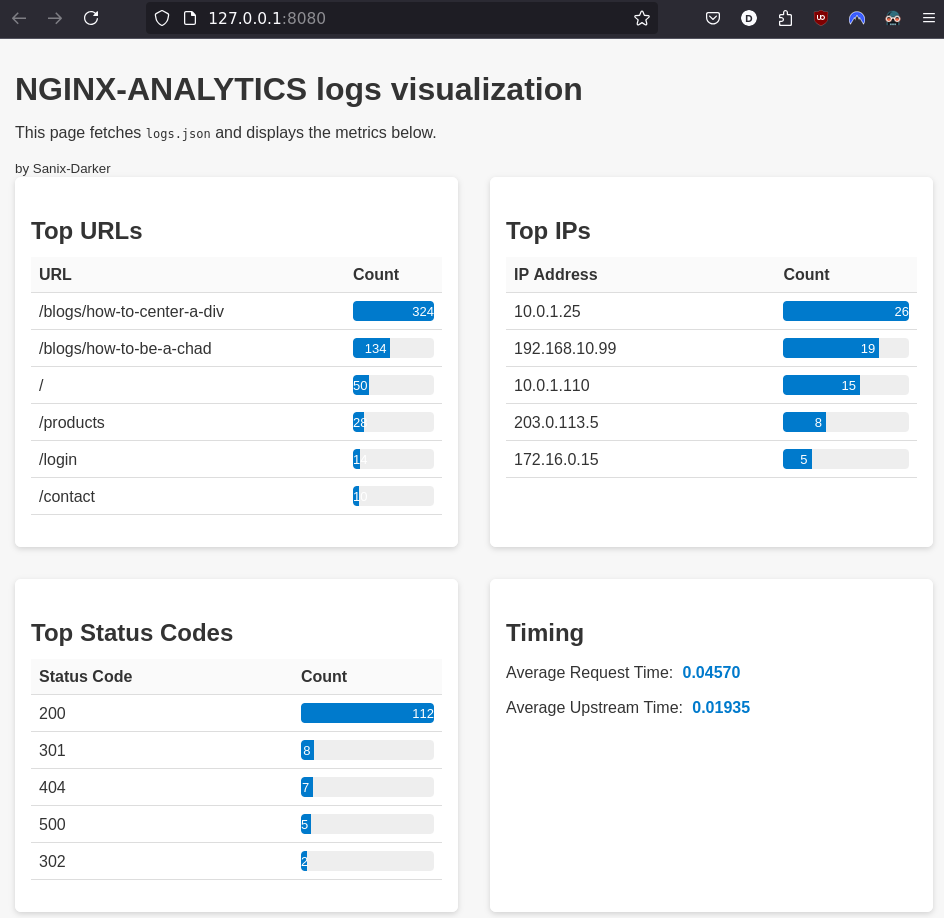 127.0.0.1:8080
NGINX-ANALYTICS logs visualization
This page fetches logs.json and displays the metrics below.
by Sanix-Darker
Top URLs
URL Count
/blogs/how-to-center-a-div 324
/blogs/how-to-be-a-chad 134
/ 50
/products 28
/login
/contact 10
Top IPs
IP Address Count
10.0.1.25 26
192.168.10.99 19
10.0.1.110 15
203.0.113.5 8
172.16.0.15 5
Top Status Codes
Status Code Count
200 112
301 8
404 7
500 5
302 2
Timing
Average Request Time: 0.04570
Average Upstream Time: 0.01935